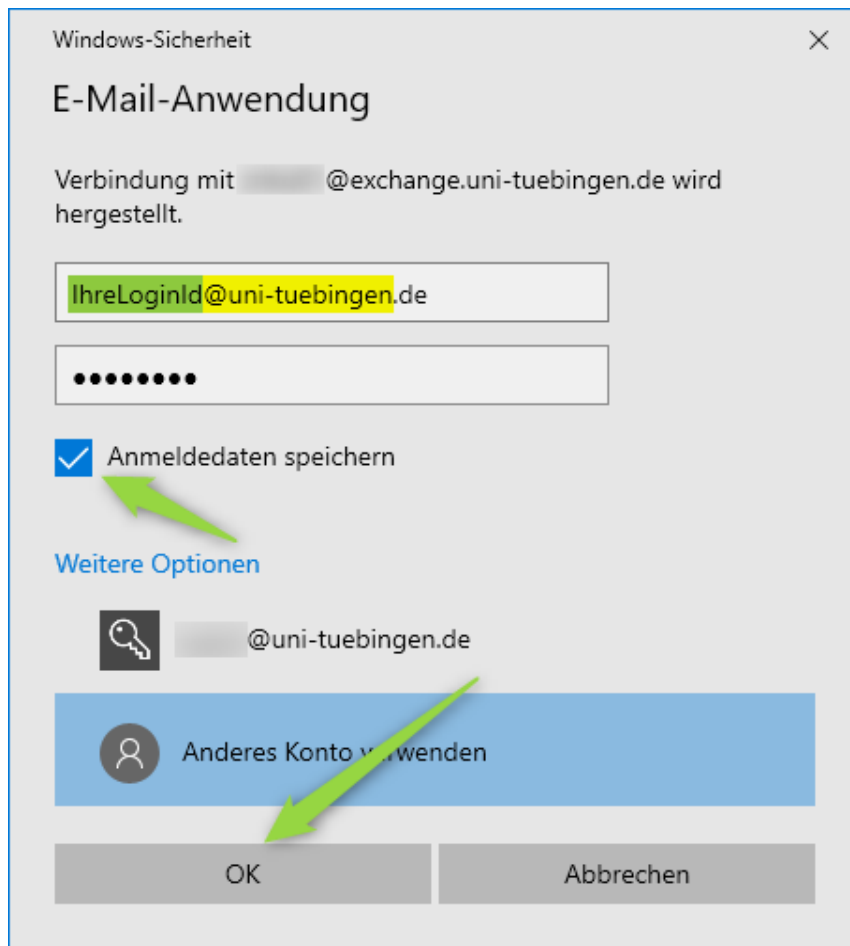 Windows-Sicherheit
E-Mail-Anwendung
Verbindung mit @exchange.uni-tuebingen.de wird
hergestellt.
IhreLoginId@uni-tuebingen.de
Anmeldedaten speichern
Weitere Optionen
@uni-tuebingen.de
Anderes Konto verwenden
OK
Abbrechen